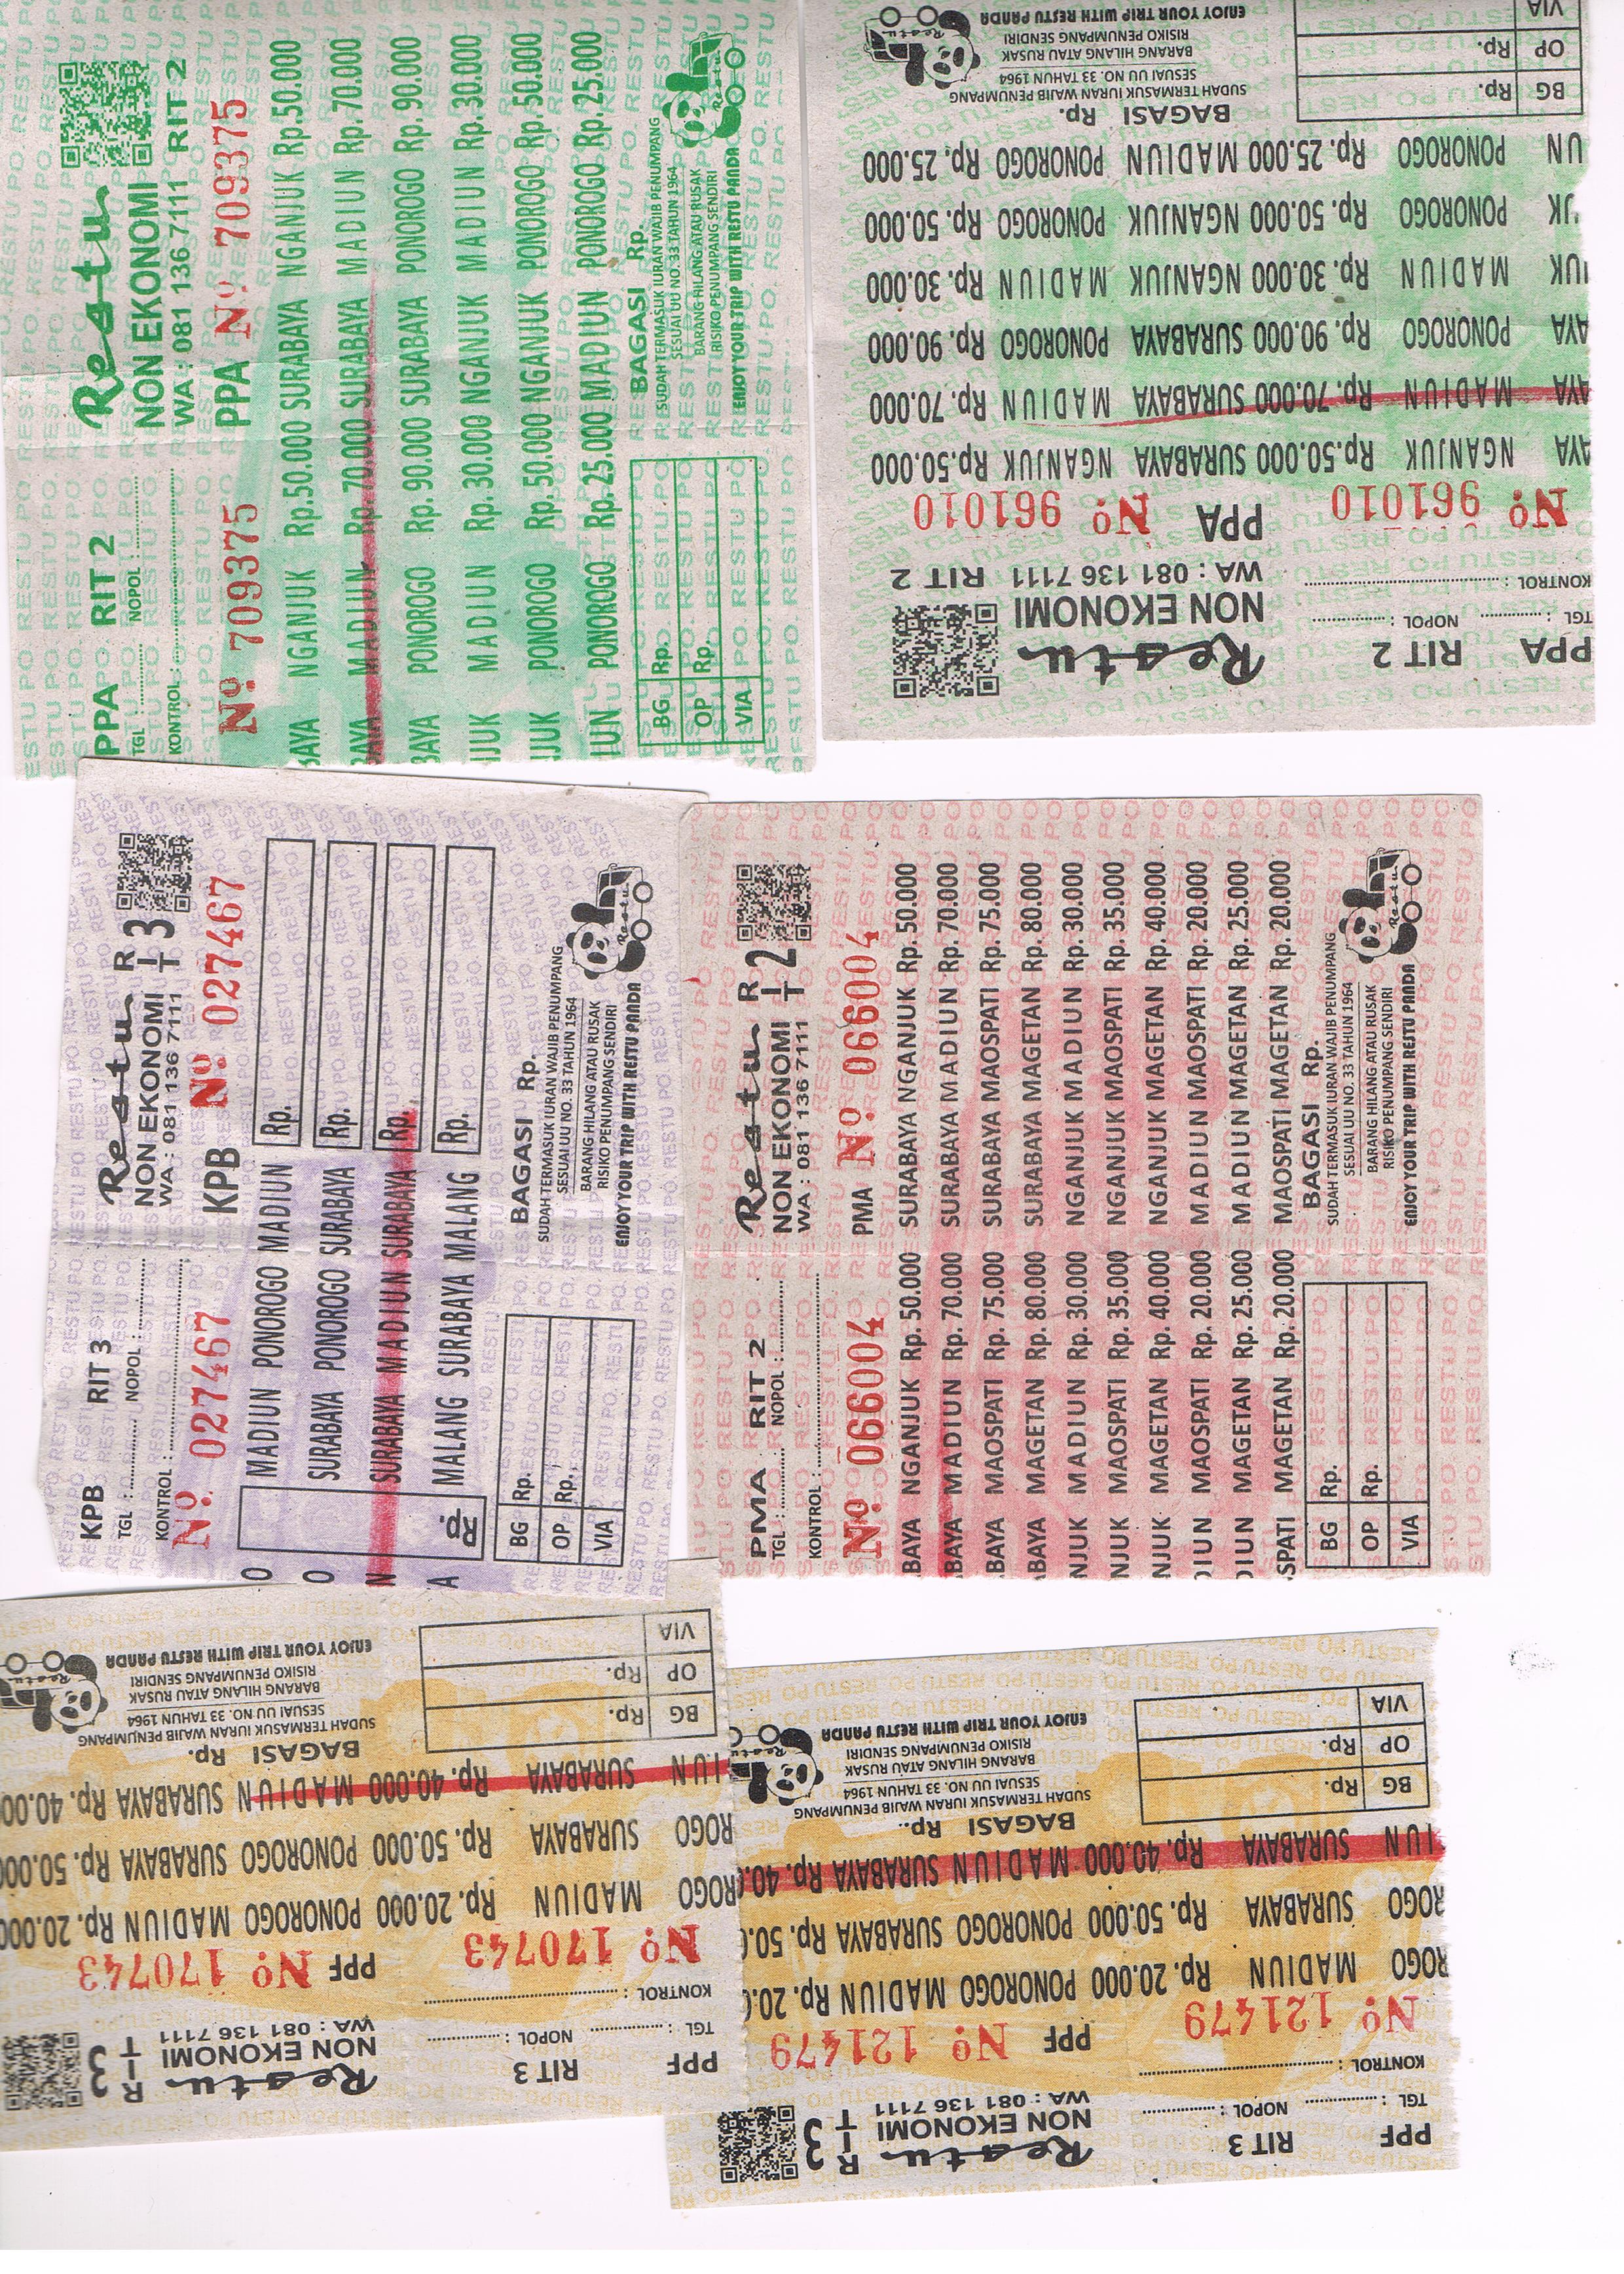 PPA RIT 2
TGL : ........... NOPOL : ...........
KONTROL : ...........
Nº 709375
Restu
NON EKONOMI
WA : 081 136 7111 RIT 2
PPA Nº 709375
BAYA NGANJUK Rp.50.000 SURABAYA NGANJUK Rp.50.000
BAYA MADIUN Rp. 70.000 SURABAYA MADIUN Rp. 70.000
BAYA PONOROGO Rp. 90.000 SURABAYA PONOROGO Rp. 90.000
NJUK MADIUN Rp. 30.000 NGANJUK MADIUN Rp. 30.000
NJUK PONOROGO Rp. 50.000 NGANJUK PONOROGO Rp. 50.000
IUN PONOROGO Rp. 25.000 MADIUN PONOROGO Rp. 25.000
BG Rp.
OP Rp.
VIA
BAGASI Rp.
SUDAH TERMASUK IURAN WAJIB PENUMPANG
SESUAI UU NO. 33 TAHUN 1964
BARANG HILANG ATAU RUSAK
RISIKO PENUMPANG SENDIRI
ENJOY YOUR TRIP WITH RESTU PANDA
Restu
PPA RIT 2
TGL : ........... NOPOL : ...........
KONTROL : ...........
Nº 961010
Restu
NON EKONOMI
WA : 081 136 7111 RIT 2
PPA Nº 961010
AYA NGANJUK Rp.50.000 SURABAYA NGANJUK Rp.50.000
AYA MADIUN Rp. 70.000 SURABAYA MADIUN Rp. 70.000
AYA PONOROGO Rp. 90.000 SURABAYA PONOROGO Rp. 90.000
UK MADIUN Rp. 30.000 NGANJUK MADIUN Rp. 30.000
UK PONOROGO Rp. 50.000 NGANJUK PONOROGO Rp. 50.000
UN PONOROGO Rp. 25.000 MADIUN PONOROGO Rp. 25.000
BG Rp.
OP Rp.
VIA
BAGASI Rp.
SUDAH TERMASUK IURAN WAJIB PENUMPANG
SESUAI UU NO. 33 TAHUN 1964
BARANG HILANG ATAU RUSAK
RISIKO PENUMPANG SENDIRI
ENJOY YOUR TRIP WITH RESTU PANDA
KPB RIT 3
TGL : ........... NOPOL : ...........
KONTROL : ...........
Nº 027467
Restu
NON EKONOMI
WA : 081 136 7111
RIT 3
KPB Nº 027467
O MADIUN PONOROGO MADIUN Rp.
O SURABAYA PONOROGO SURABAYA Rp.
N SURABAYA MADIUN SURABAYA Rp.
A Rp. MALANG SURABAYA MALANG Rp.
BG Rp.
OP Rp.
VIA
BAGASI Rp.
SUDAH TERMASUK IURAN WAJIB PENUMPANG
SESUAI UU NO. 33 TAHUN 1964
BARANG HILANG ATAU RUSAK
RISIKO PENUMPANG SENDIRI
ENJOY YOUR TRIP WITH RESTU PANDA
Restu
PMA RIT 2
TGL : ........... NOPOL : ...........
KONTROL : ...........
Nº 066004
Restu
NON EKONOMI
WA : 081 136 7111
RIT 2
PMA Nº 066004
BAYA NGANJUK Rp. 50.000 SURABAYA NGANJUK Rp. 50.000
BAYA MADIUN Rp. 70.000 SURABAYA MADIUN Rp. 70.000
BAYA MAOSPATI Rp. 75.000 SURABAYA MAOSPATI Rp. 75.000
BAYA MAGETAN Rp. 80.000 SURABAYA MAGETAN Rp. 80.000
NJUK MADIUN Rp. 30.000 NGANJUK MADIUN Rp. 30.000
NJUK MAOSPATI Rp. 35.000 NGANJUK MAOSPATI Rp. 35.000
NJUK MAGETAN Rp. 40.000 NGANJUK MAGETAN Rp. 40.000
DIUN MAOSPATI Rp. 20.000 MADIUN MAOSPATI Rp. 20.000
DIUN MAGETAN Rp. 25.000 MADIUN MAGETAN Rp. 25.000
SPATI MAGETAN Rp. 20.000 MAOSPATI MAGETAN Rp. 20.000
BG Rp.
OP Rp.
VIA
BAGASI Rp.
SUDAH TERMASUK IURAN WAJIB PENUMPANG
SESUAI UU NO. 33 TAHUN 1964
BARANG HILANG ATAU RUSAK
RISIKO PENUMPANG SENDIRI
ENJOY YOUR TRIP WITH RESTU PANDA
Restu
PPF RIT 3
TGL : ........... NOPOL : ...........
KONTROL : ...........
Nº 170743
Restu
NON EKONOMI
WA : 081 136 7111
RIT 3
PPF Nº 170743
ROGO MADIUN Rp. 20.000 PONOROGO MADIUN Rp. 20.000
ROGO SURABAYA Rp. 50.000 PONOROGO SURABAYA Rp. 50.000
IUN SURABAYA Rp. 40.000 MADIUN SURABAYA Rp. 40.000
BG Rp.
OP Rp.
VIA
BAGASI Rp.
SUDAH TERMASUK IURAN WAJIB PENUMPANG
SESUAI UU NO. 33 TAHUN 1964
BARANG HILANG ATAU RUSAK
RISIKO PENUMPANG SENDIRI
ENJOY YOUR TRIP WITH RESTU PANDA
PPF RIT 3
TGL : ........... NOPOL : ...........
KONTROL : ...........
Nº 121479
Restu
NON EKONOMI
WA : 081 136 7111
RIT 3
PPF Nº 121479
ROGO MADIUN Rp. 20.000 PONOROGO MADIUN Rp. 20.0
ROGO SURABAYA Rp. 50.000 PONOROGO SURABAYA Rp. 50.0
IUN SURABAYA Rp. 40.000 MADIUN SURABAYA Rp. 40.0
BG Rp.
OP Rp.
VIA
BAGASI Rp.
SUDAH TERMASUK IURAN WAJIB PENUMPANG
SESUAI UU NO. 33 TAHUN 1964
BARANG HILANG ATAU RUSAK
RISIKO PENUMPANG SENDIRI
ENJOY YOUR TRIP WITH RESTU PANDA